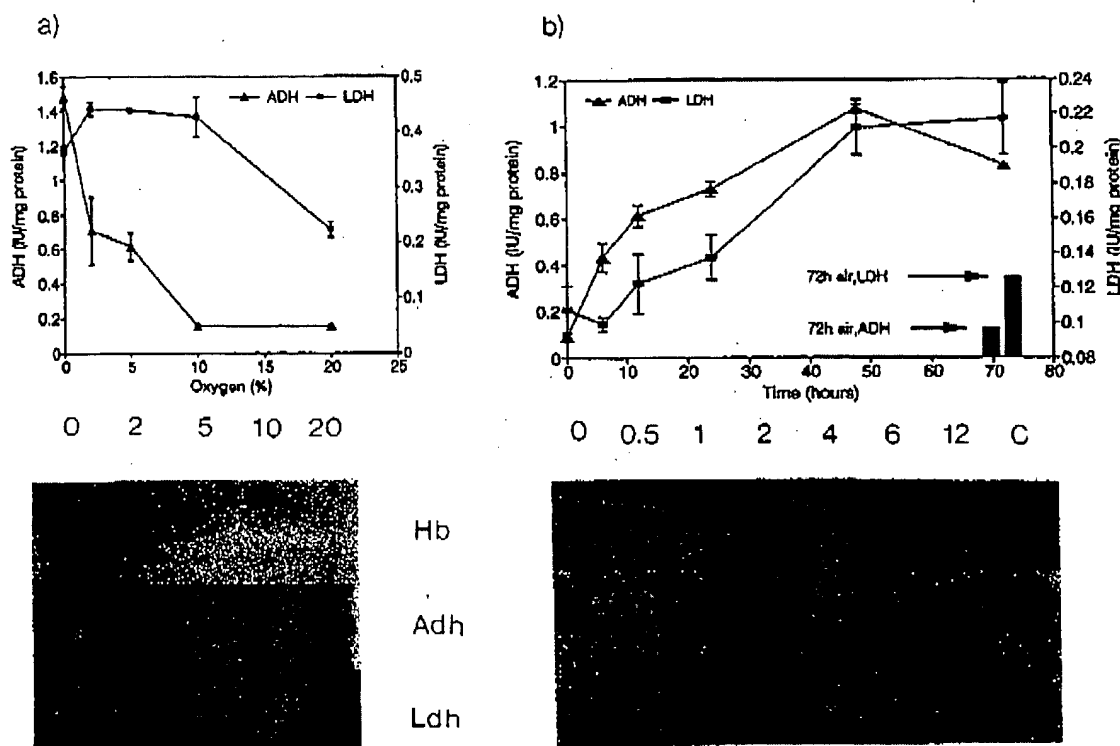 a)
1.6
1.4
1.2
1
0.8
0.6
0.4
0.2
0
ADH (IU/mg protein)
ADH LDH
0.5
0.4
0.3
0.2
0.1
0
LDH (IU/mg protein)
0 5 10 15 20 25
Oxygen (%)
0 2 5 10 20
b)
1.2
1
0.8
0.6
0.4
0.2
0
ADH (IU/mg protein)
ADH LDH
72h air,LDH
72h air,ADH
0.24
0.22
0.2
0.18
0.16
0.14
0.12
0.1
0.08
LDH (IU/mg protein)
0 10 20 30 40 50 60 70 80
Time (hours)
0 0.5 1 2 4 6 12 C
Hb
Adh
Ldh